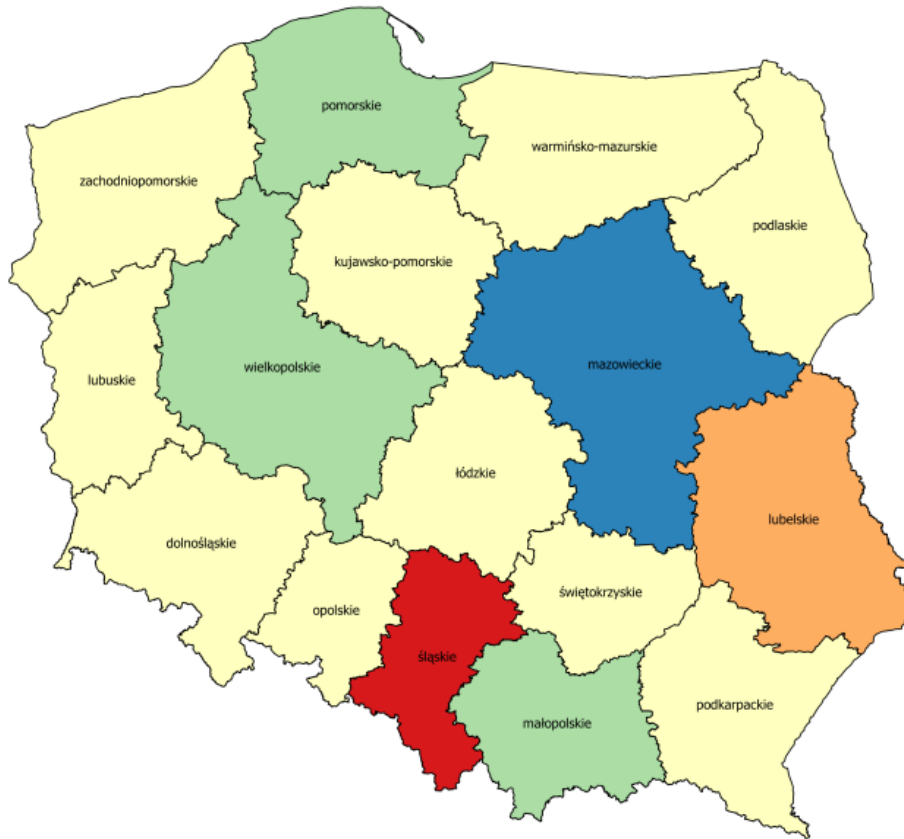 pomorskie
warmińsko-mazurskie
zachodniopomorskie
podlaskie
kujawsko-pomorskie
wielkopolskie
mazowieckie
lubuskie
łódzkie
lubelskie
dolnośląskie
świętokrzyskie
opolskie
śląskie
podkarpackie
małopolskie